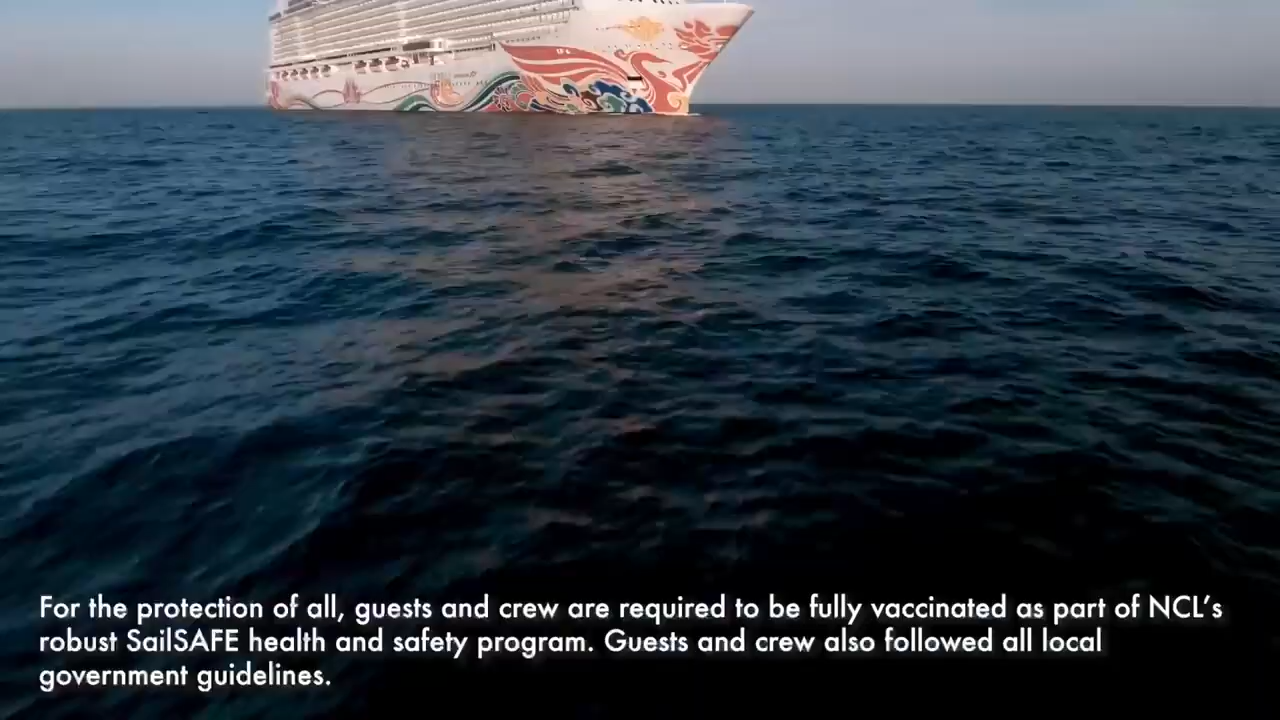 For the protection of all, guests and crew are required to be fully vaccinated as part of NCL's
robust SailSAFE health and safety program. Guests and crew also followed all local
government guidelines.